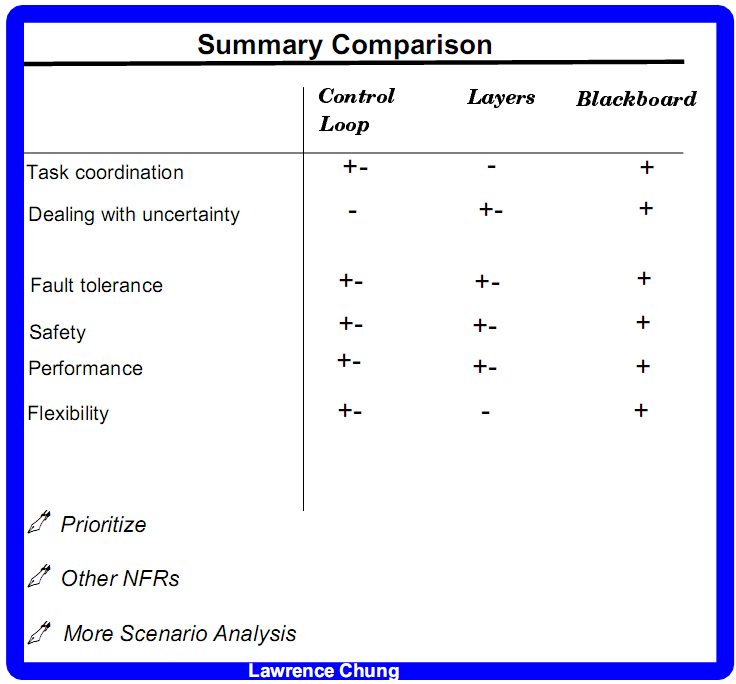 Summary Comparison
Control Loop Layers Blackboard
Task coordination +- - +
Dealing with uncertainty - +- +
Fault tolerance +- +- +
Safety +- +- +
Performance +- +- +
Flexibility +- - +
Prioritize
Other NFRs
More Scenario Analysis
Lawrence Chung